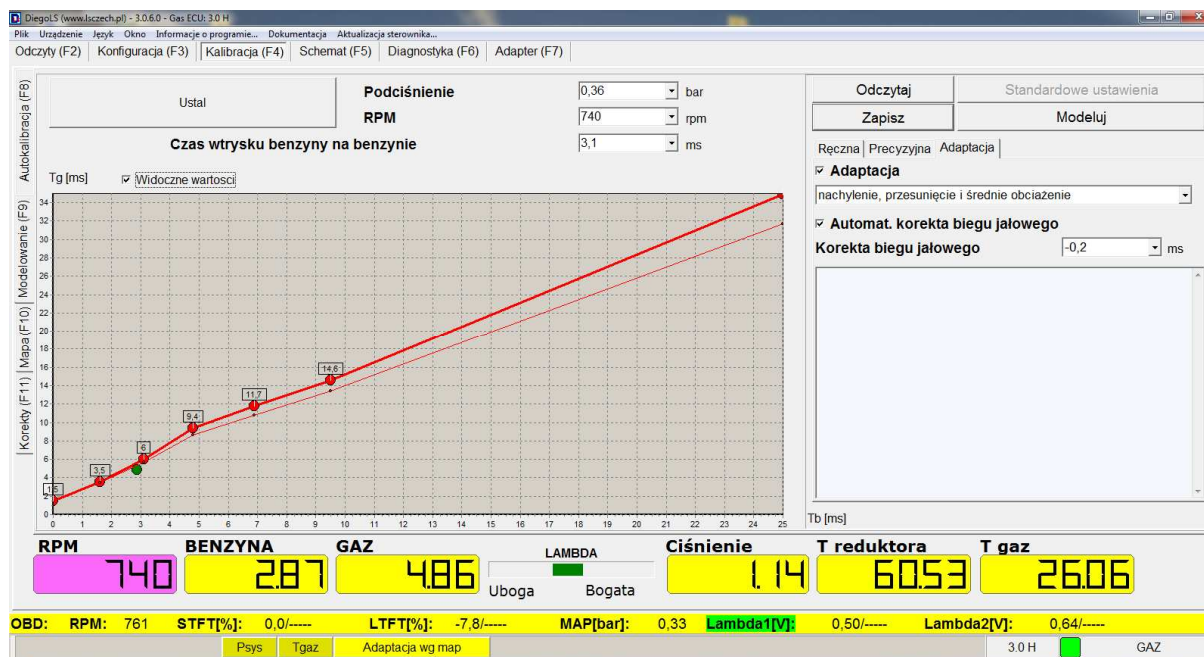 DiegoLS (www.lsczech.pl) - 3.0.6.0 - Gas ECU: 3.0 H
Plik Urządzenie Język Okno Informacje o programie... Dokumentacja Aktualizacja sterownika...
Odczyty (F2) Konfiguracja (F3) Kalibracja (F4) Schemat (F5) Diagnostyka (F6) Adapter (F7)
Autokalibracja (F8)
Modelowanie (F9)
Mapa (F10)
Korekty (F11)
Ustal
Podciśnienie 0,36 bar
RPM 740 rpm
Czas wtrysku benzyny na benzynie 3,1 ms
Tg [ms] Widoczne wartosci
34
32
30
28
26
24
22
20
18
16
14
12
10
8
6
4
2
0
1,5 3,5 6 9,4 11,7 14,6
0 1 2 3 4 5 6 7 8 9 10 11 12 13 14 15 16 17 18 19 20 21 22 23 24 25
Tb [ms]
Odczytaj Standardowe ustawienia
Zapisz Modeluj
Ręczna Precyzyjna Adaptacja
Adaptacja
nachylenie, przesunięcie i średnie obciażenie
Automat. korekta biegu jałowego
Korekta biegu jałowego -0,2 ms
RPM BENZYNA GAZ LAMBDA Ciśnienie T reduktora T gaz
740 2.87 4.86 1.14 60.53 26.06
Uboga Bogata
OBD: RPM: 761 STFT[%]: 0,0/----- LTFT[%]: -7,8/----- MAP[bar]: 0,33 Lambda1[V]: 0,50/----- Lambda2[V]: 0,64/-----
Psys Tgaz Adaptacja wg map 3.0 H GAZ